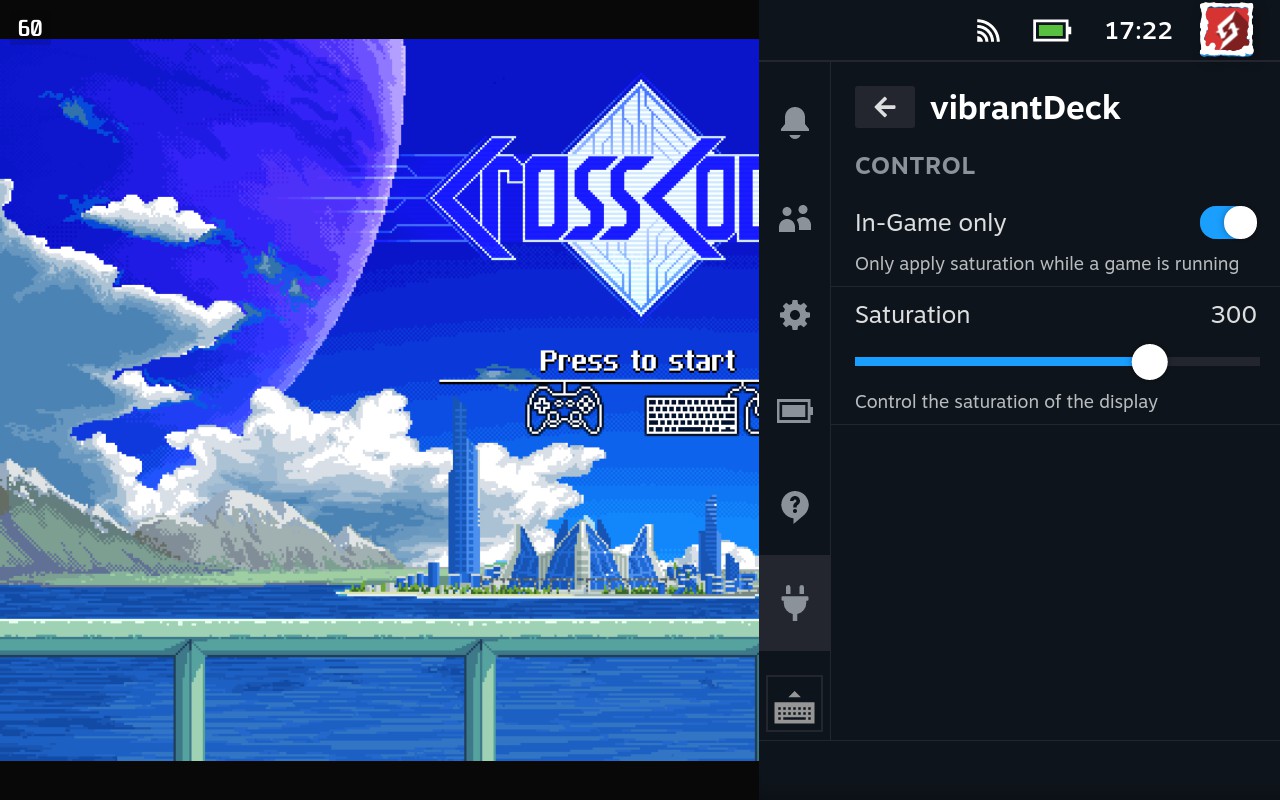 60
17:22
CrossCo
Press to start
vibrantDeck
CONTROL
In-Game only
Only apply saturation while a game is running
Saturation 300
Control the saturation of the display